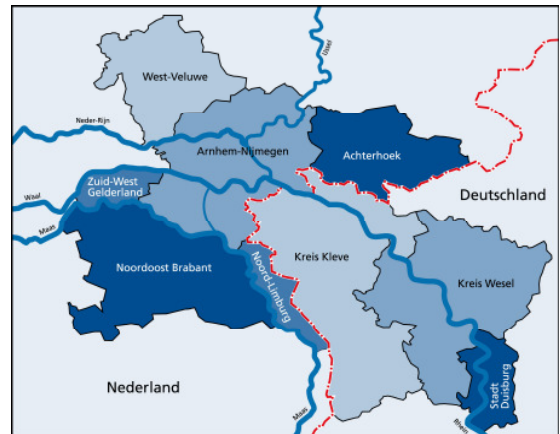 West-Veluwe
IJssel
Neder-Rijn
Arnhem-Nijmegen
Achterhoek
Zuid-West
Gelderland
Deutschland
Waal
Maas
Noordoost Brabant
Noord-Limburg
Kreis Kleve
Kreis Wesel
Nederland
Stadt
Duisburg
Maas
Rhein